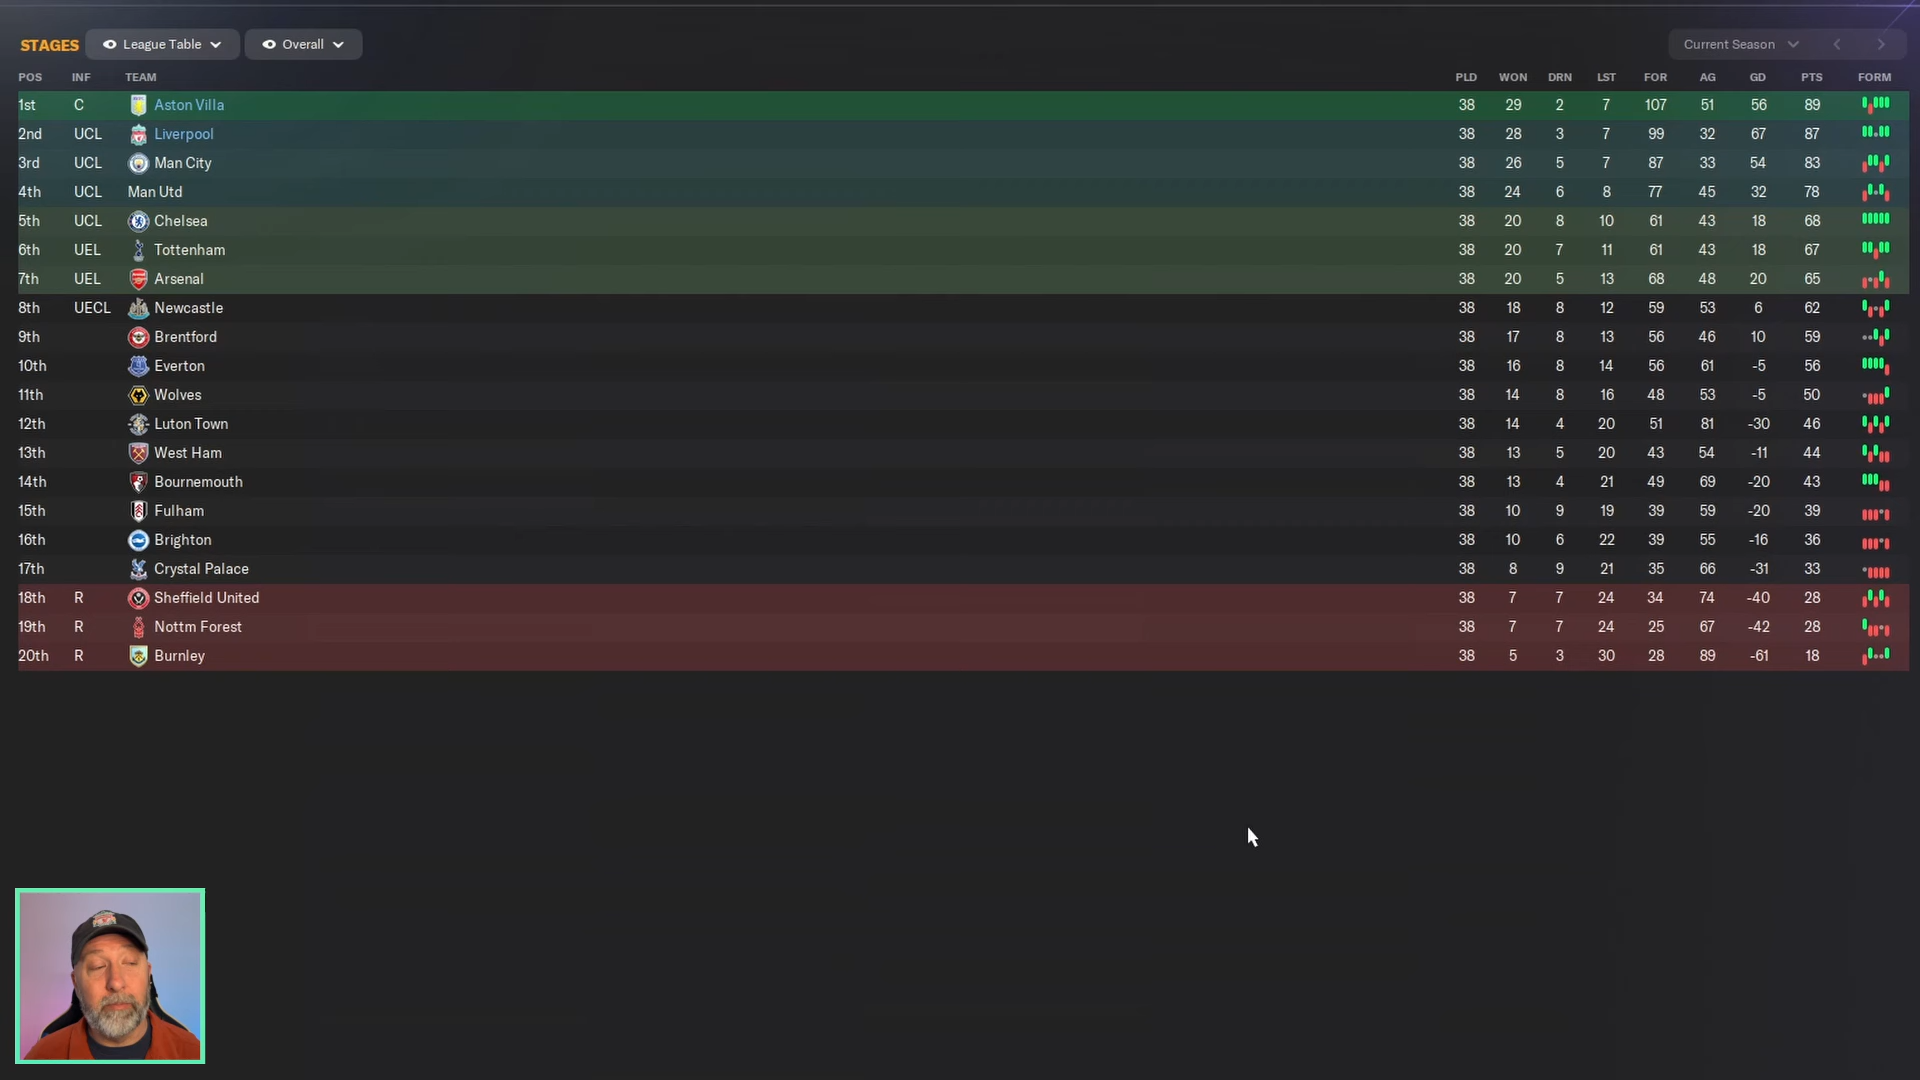 STAGES League Table Overall Current Season
POS INF TEAM PLD WON DRN LST FOR AG GD PTS FORM
1st C Aston Villa 38 29 2 7 107 51 56 89
2nd UCL Liverpool 38 28 3 7 99 32 67 87
3rd UCL Man City 38 26 5 7 87 33 54 83
4th UCL Man Utd 38 24 6 8 77 45 32 78
5th UCL Chelsea 38 20 8 10 61 43 18 68
6th UEL Tottenham 38 20 7 11 61 43 18 67
7th UEL Arsenal 38 20 5 13 68 48 20 65
8th UECL Newcastle 38 18 8 12 59 53 6 62
9th Brentford 38 17 8 13 56 46 10 59
10th Everton 38 16 8 14 56 61 -5 56
11th Wolves 38 14 8 16 48 53 -5 50
12th Luton Town 38 14 4 20 51 81 -30 46
13th West Ham 38 13 5 20 43 54 -11 44
14th Bournemouth 38 13 4 21 49 69 -20 43
15th Fulham 38 10 9 19 39 59 -20 39
16th Brighton 38 10 6 22 39 55 -16 36
17th Crystal Palace 38 8 9 21 35 66 -31 33
18th R Sheffield United 38 7 7 24 34 74 -40 28
19th R Nottm Forest 38 7 7 24 25 67 -42 28
20th R Burnley 38 5 3 30 28 89 -61 18